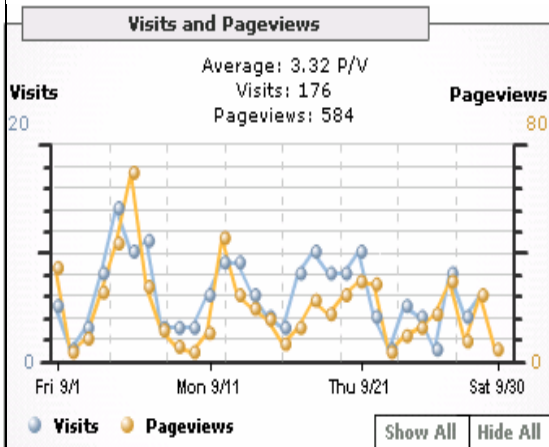 Visits and Pageviews
Average: 3.32 P/V
Visits: 176
Pageviews: 584
Visits
Pageviews
20
80
0
0
Fri 9/1
Mon 9/11
Thu 9/21
Sat 9/30
Visits
Pageviews
Show All
Hide All